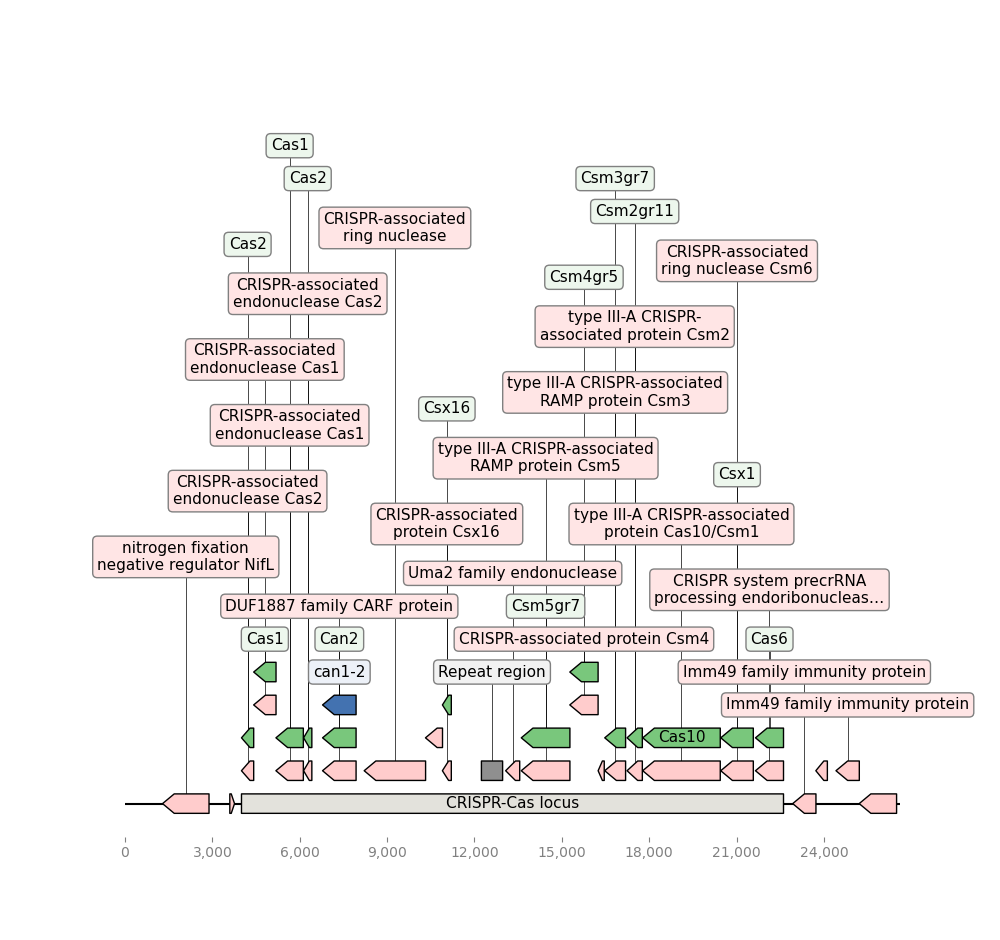 Cas1
Cas2
Csm3gr7
Csm2gr11
CRISPR-associated
ring nuclease
Cas2
CRISPR-associated
ring nuclease Csm6
Csm4gr5
CRISPR-associated
endonuclease Cas2
type III-A CRISPR-
associated protein Csm2
CRISPR-associated
endonuclease Cas1
type III-A CRISPR-associated
RAMP protein Csm3
Csx16
CRISPR-associated
endonuclease Cas1
type III-A CRISPR-associated
RAMP protein Csm5
Csx1
CRISPR-associated
endonuclease Cas2
CRISPR-associated
protein Csx16
type III-A CRISPR-associated
protein Cas10/Csm1
nitrogen fixation
negative regulator NifL
Uma2 family endonuclease
CRISPR system precrRNA
processing endoribonucleas...
DUF1887 family CARF protein
Csm5gr7
Cas1
Can2
CRISPR-associated protein Csm4
Cas6
can1-2
Repeat region
Imm49 family immunity protein
Imm49 family immunity protein
Cas10
CRISPR-Cas locus
0
3,000
6,000
9,000
12,000
15,000
18,000
21,000
24,000